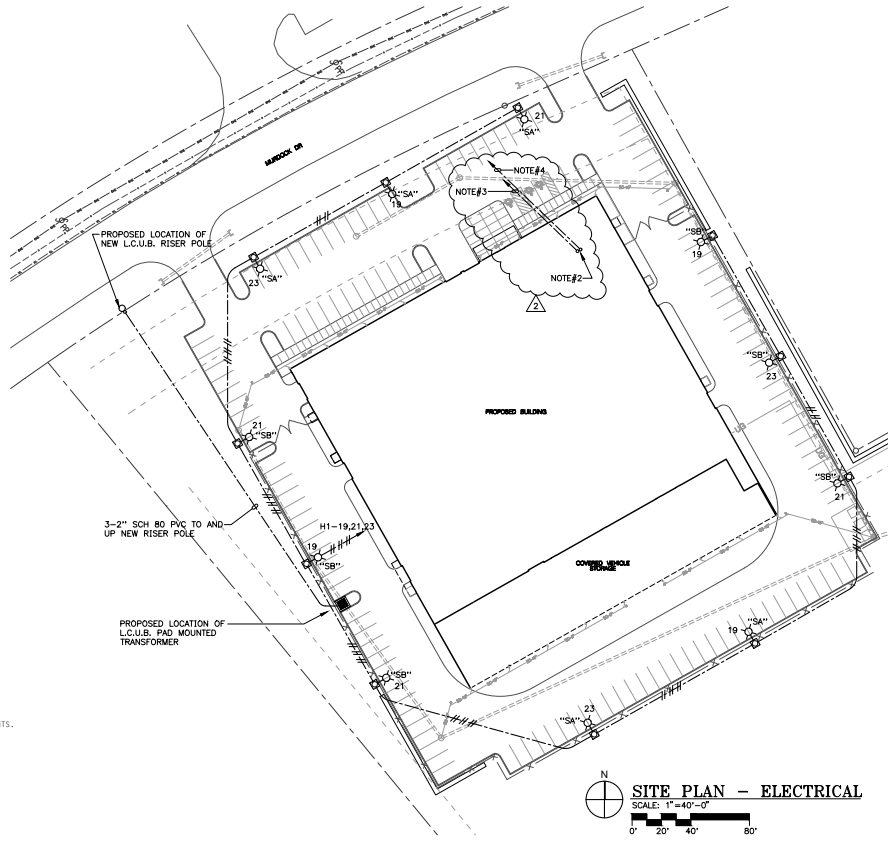 MURDOCK DR
21
"SA"
NOTE#4
NOTE#3
"SA"
19
PROPOSED LOCATION OF
NEW L.C.U.B. RISER POLE
"SB"
19
23
"SA"
NOTE#2
2
"SB"
23
PROPOSED BUILDING
21
"SB"
UG
UG
"SB"
21
3-2" SCH 80 PVC TO AND
UP NEW RISER POLE
H1-19,21,23
19
"SB"
COVERED VEHICLE
STORAGE
PROPOSED LOCATION OF
L.C.U.B. PAD MOUNTED
TRANSFORMER
19
"SA"
"SB"
21
23
"SA"
TS.
N
SITE PLAN - ELECTRICAL
SCALE: 1"=40'-0"
0' 20' 40' 80'